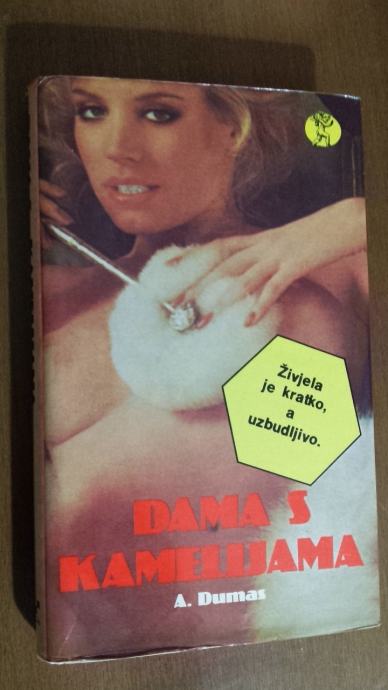 Živjela
je kratko,
a
uzbudljivo.
DAMA S
KAMELIJAMA
A. Dumas